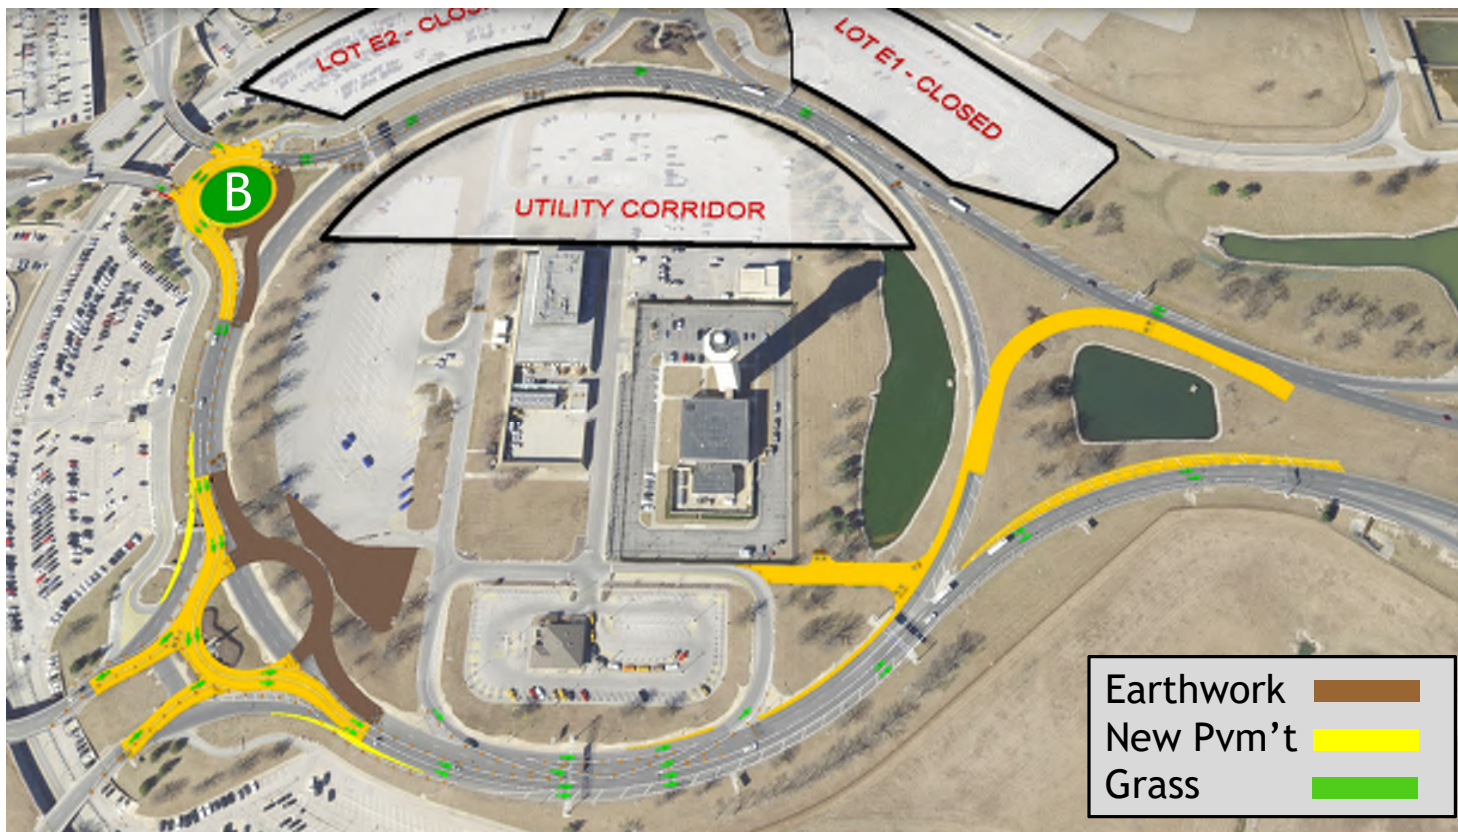 LOT E2 - CLOS
LOT E1 - CLOSED
B
UTILITY CORRIDOR
Earthwork
New Pvm't
Grass